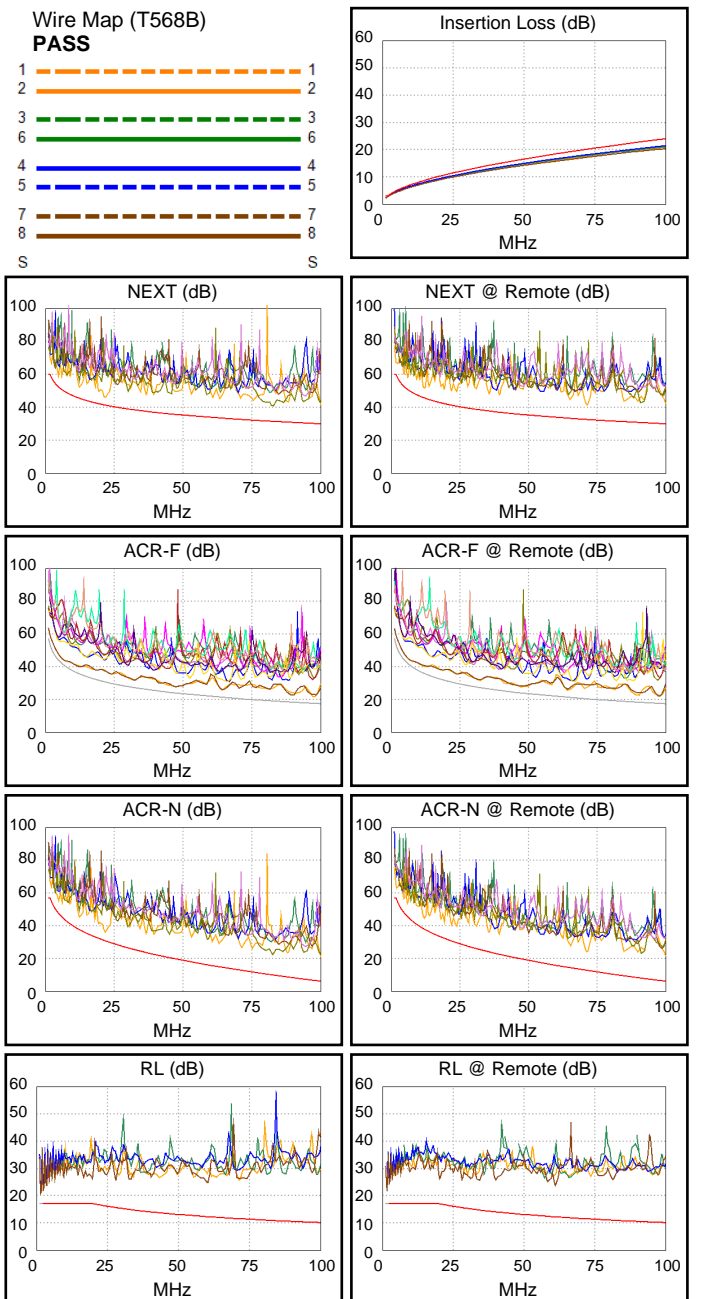 Wire Map (T568B)
PASS
1 1
2 2
3 3
6 6
4 4
5 5
7 7
8 8
S S
Insertion Loss (dB)
60
50
40
30
20
10
0
0 25 50 75 100
MHz
NEXT (dB)
100
80
60
40
20
0
0 25 50 75 100
MHz
NEXT @ Remote (dB)
100
80
60
40
20
0
0 25 50 75 100
MHz
ACR-F (dB)
100
80
60
40
20
0
0 25 50 75 100
MHz
ACR-F @ Remote (dB)
100
80
60
40
20
0
0 25 50 75 100
MHz
ACR-N (dB)
100
80
60
40
20
0
0 25 50 75 100
MHz
ACR-N @ Remote (dB)
100
80
60
40
20
0
0 25 50 75 100
MHz
RL (dB)
60
50
40
30
20
10
0
0 25 50 75 100
MHz
RL @ Remote (dB)
60
50
40
30
20
10
0
0 25 50 75 100
MHz